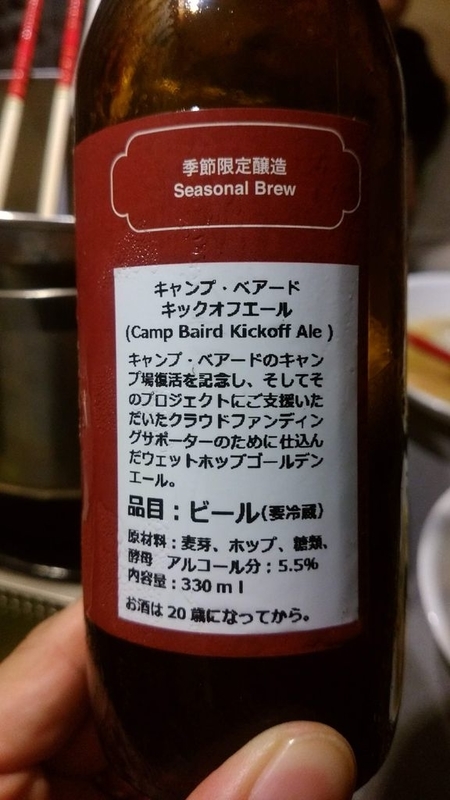 季節限定醸造
Seasonal Brew
キャンプ・ベアード
キックオフエール
(Camp Baird Kickoff Ale )
キャンプ・ベアードのキャン
プ場復活を記念し、そしてそ
のプロジェクトにご支援いた
だいたクラウドファンディン
グサポーターのために仕込ん
だウェットホップゴールデン
エール。
品目：ビール(要冷蔵)
原材料：麦芽、ホップ、糖類、
酵母　アルコール分：5.5%
内容量：330ｍｌ
お酒は 20 歳になってから。